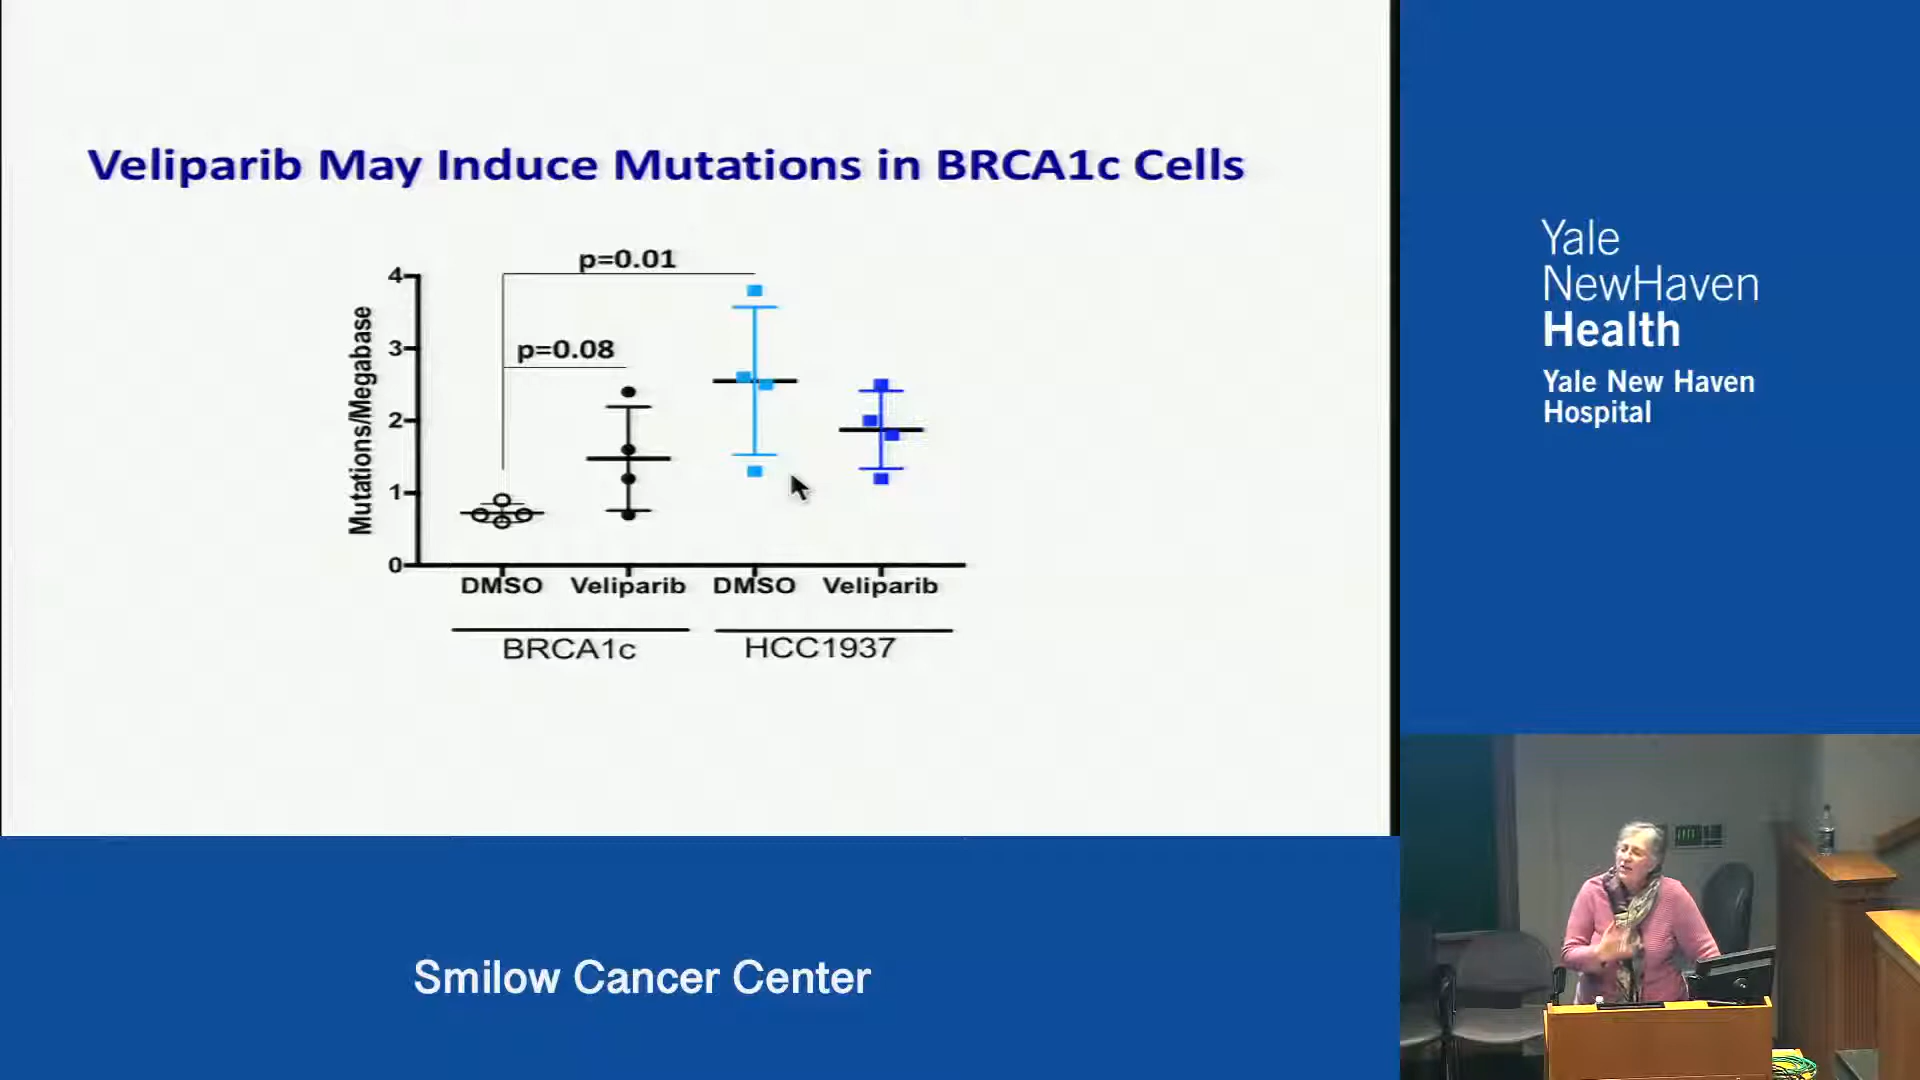 Veliparib May Induce Mutations in BRCA1c Cells
p=0.01
p=0.08
Mutations/Megabase
4
3
2
1
0
DMSO Veliparib DMSO Veliparib
BRCA1c HCC1937
Yale
NewHaven
Health
Yale New Haven
Hospital
Smilow Cancer Center